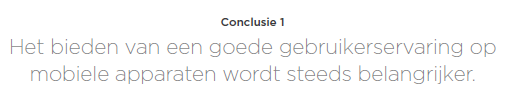 Conclusie 1
Het bieden van een goede gebruikerservaring op
mobiele apparaten wordt steeds belangrijker.